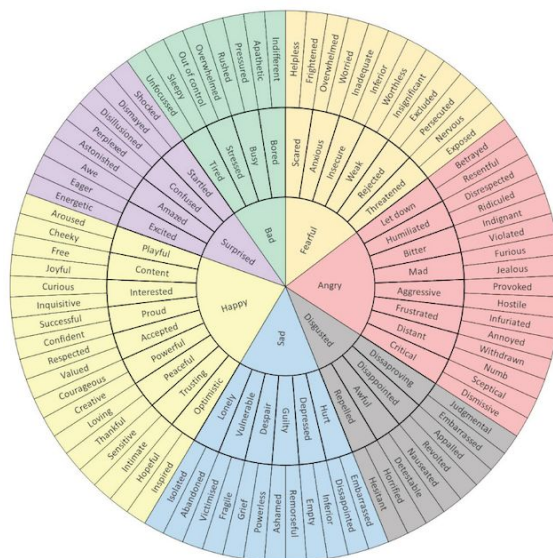 Bad
Fearful
Angry
Disgusted
Sad
Happy
Surprised
Tired
Stressed
Busy
Bored
Scared
Anxious
Insecure
Weak
Rejected
Threatened
Let down
Humiliated
Bitter
Mad
Aggressive
Frustrated
Distant
Critical
Dissaproving
Disappointed
Awful
Repelled
Hurt
Depressed
Guilty
Despair
Vulnerable
Lonely
Optimistic
Trusting
Peaceful
Powerful
Accepted
Proud
Interested
Content
Playful
Excited
Amazed
Confused
Startled
Unfocussed
Sleepy
Out of control
Overwhelmed
Rushed
Pressured
Apathetic
Indifferent
Helpless
Frightened
Overwhelmed
Worried
Inadequate
Inferior
Worthless
Insignificant
Excluded
Persecuted
Nervous
Exposed
Betrayed
Resentful
Disrespected
Ridiculed
Indignant
Violated
Furious
Jealous
Provoked
Hostile
Infuriated
Annoyed
Withdrawn
Numb
Sceptical
Dismissive
Judgmental
Embarrassed
Appalled
Revolted
Nauseated
Detestable
Horrified
Hesitant
Embarrassed
Dissapointed
Inferior
Empty
Remorseful
Ashamed
Powerless
Grief
Fragile
Victimised
Abandoned
Isolated
Inspired
Hopeful
Intimate
Sensitive
Thankful
Loving
Creative
Courageous
Valued
Respected
Confident
Successful
Inquisitive
Curious
Joyful
Free
Cheeky
Aroused
Energetic
Eager
Awe
Astonished
Perplexed
Disillusioned
Dismayed
Shocked